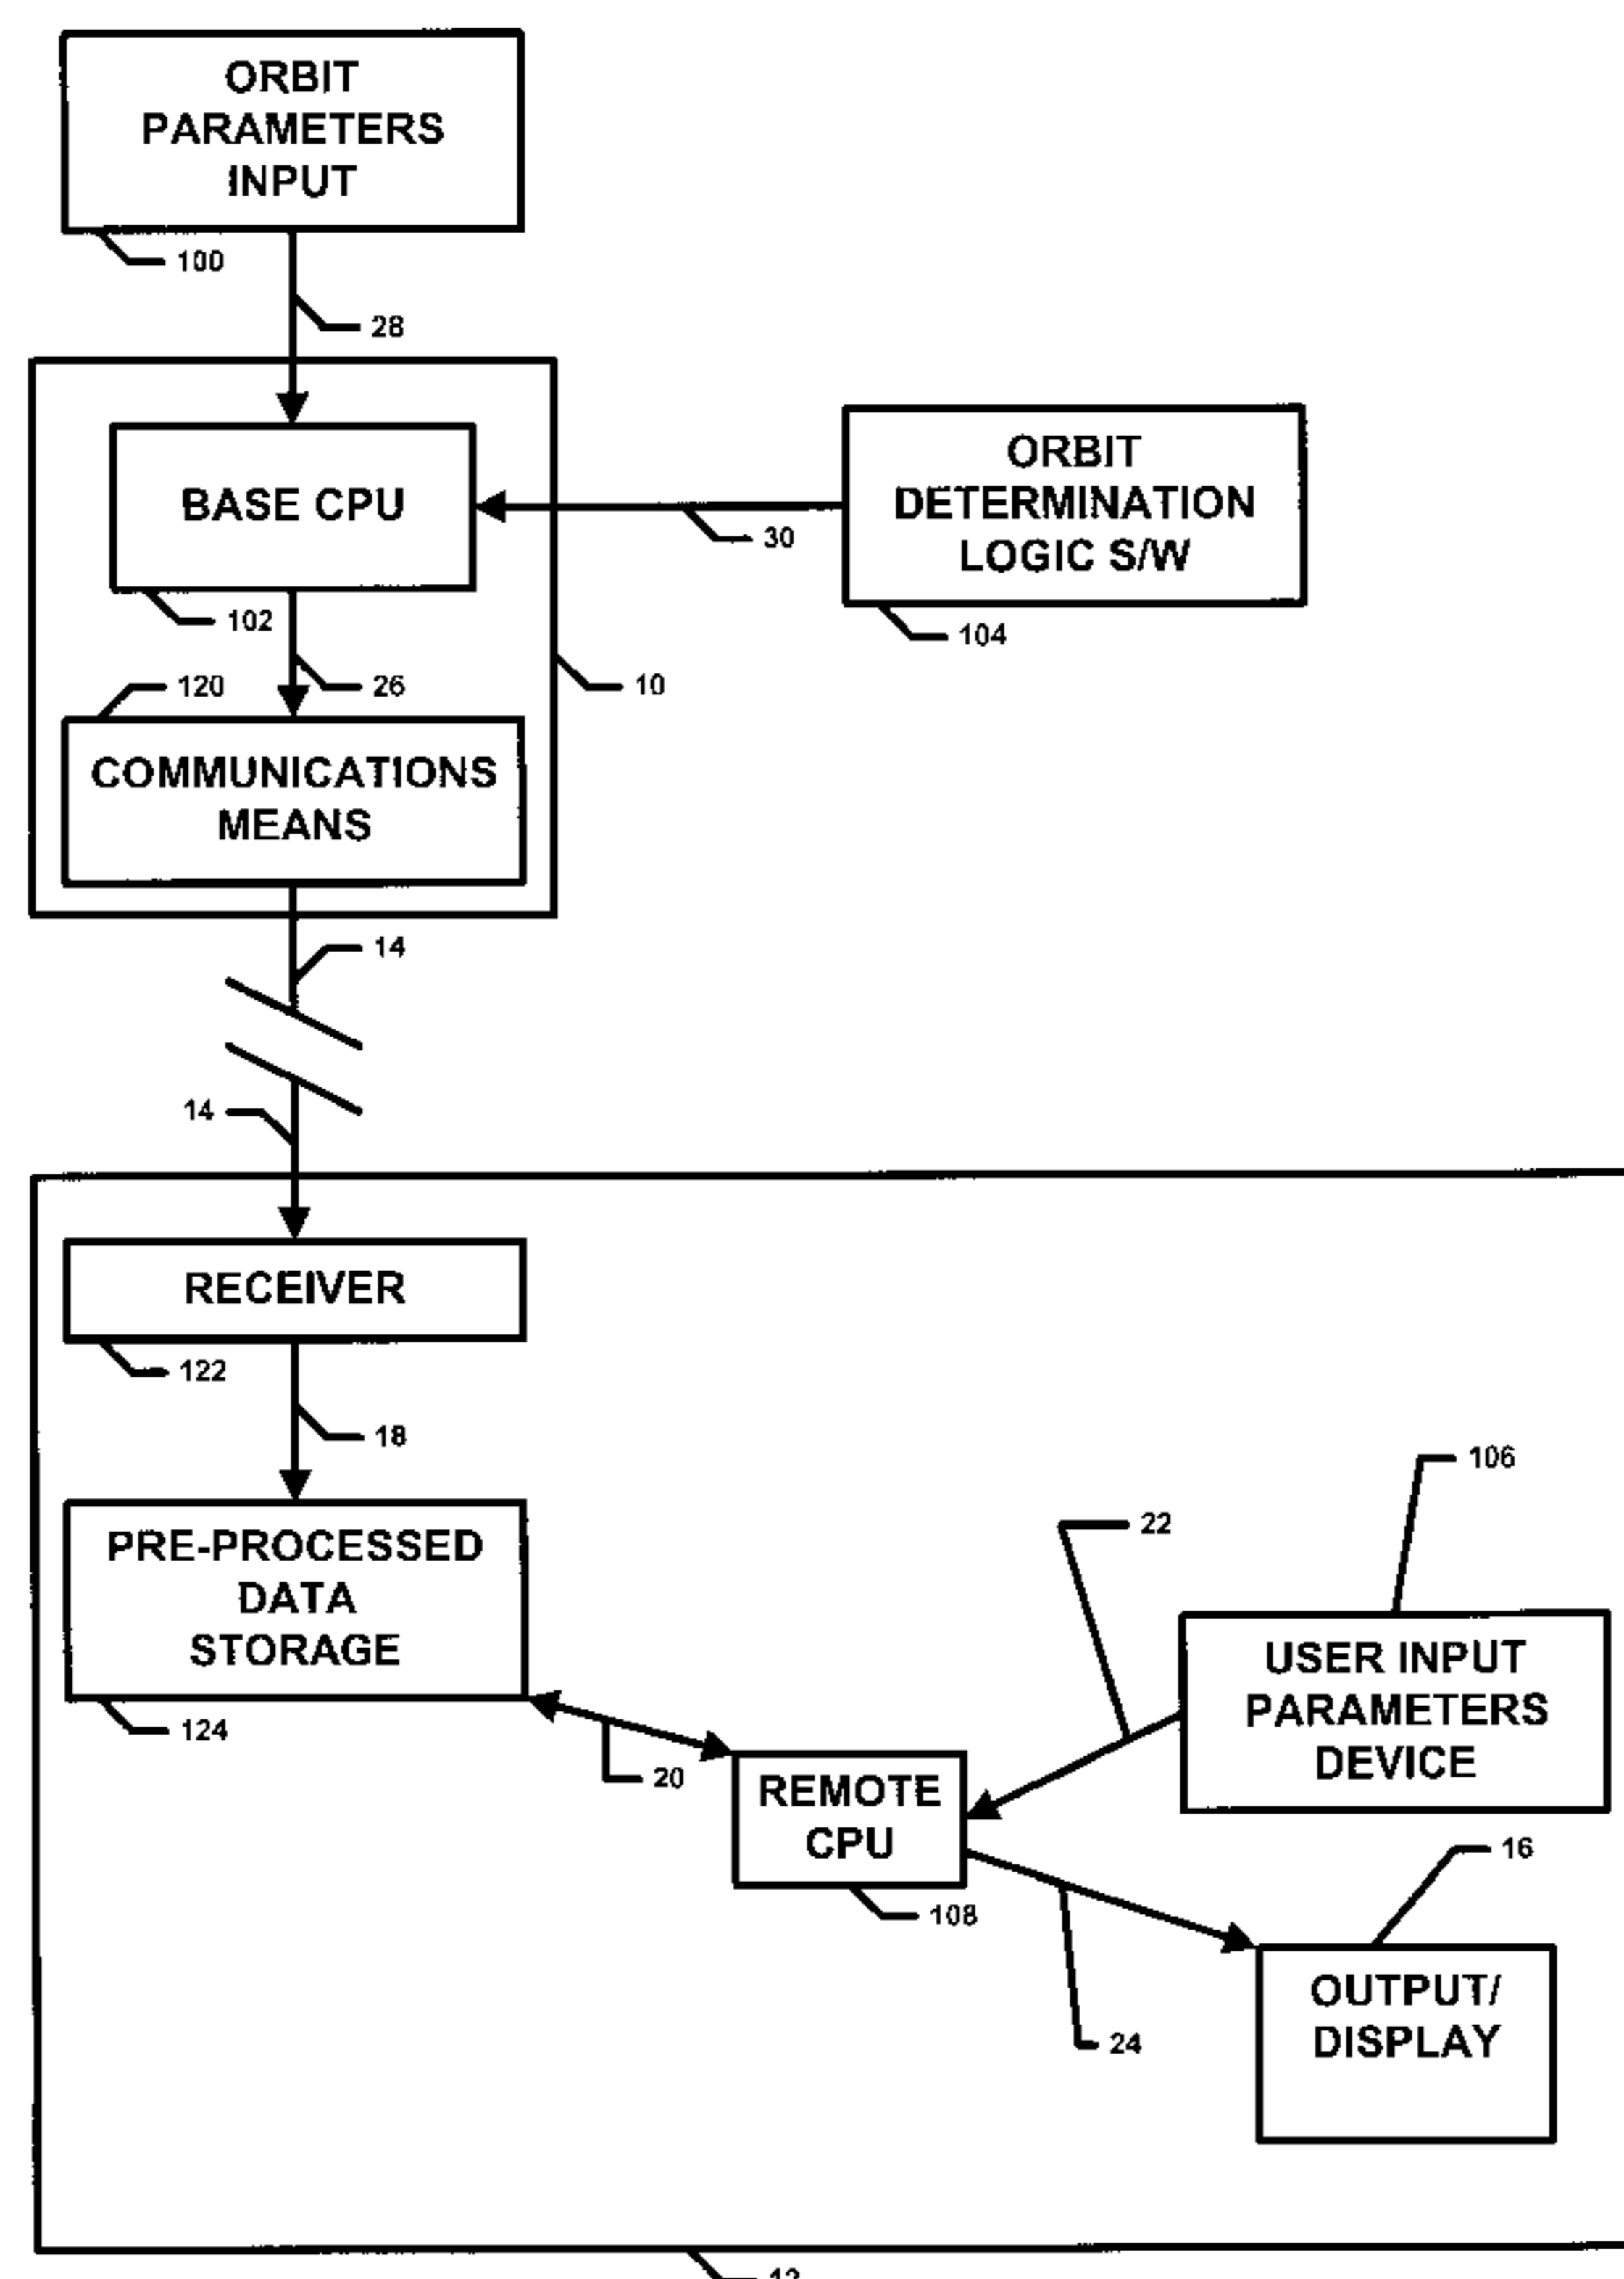 ORBIT
PARAMETERS
INPUT
100
28
BASE CPU
ORBIT
DETERMINATION
LOGIC S/W
30
102
104
120
26
10
COMMUNICATIONS
MEANS
14
14
RECEIVER
122
18
106
22
PRE-PROCESSED
DATA
STORAGE
124
USER INPUT
PARAMETERS
DEVICE
20
REMOTE
CPU
108
16
24
OUTPUT/
DISPLAY